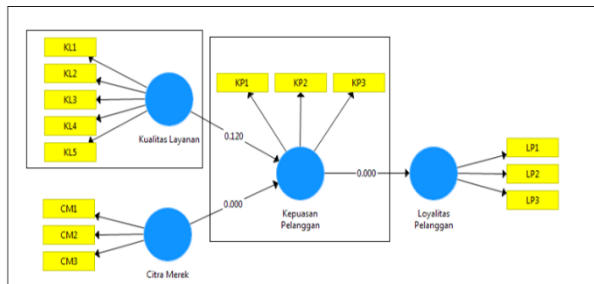 KL1
KL2
KL3
KL4
KL5
Kualitas Layanan
KP1
KP2
KP3
0.120
0.000
Kepuasan
Pelanggan
0.000
Loyalitas
Pelanggan
LP1
LP2
LP3
CM1
CM2
CM3
Citra Merek